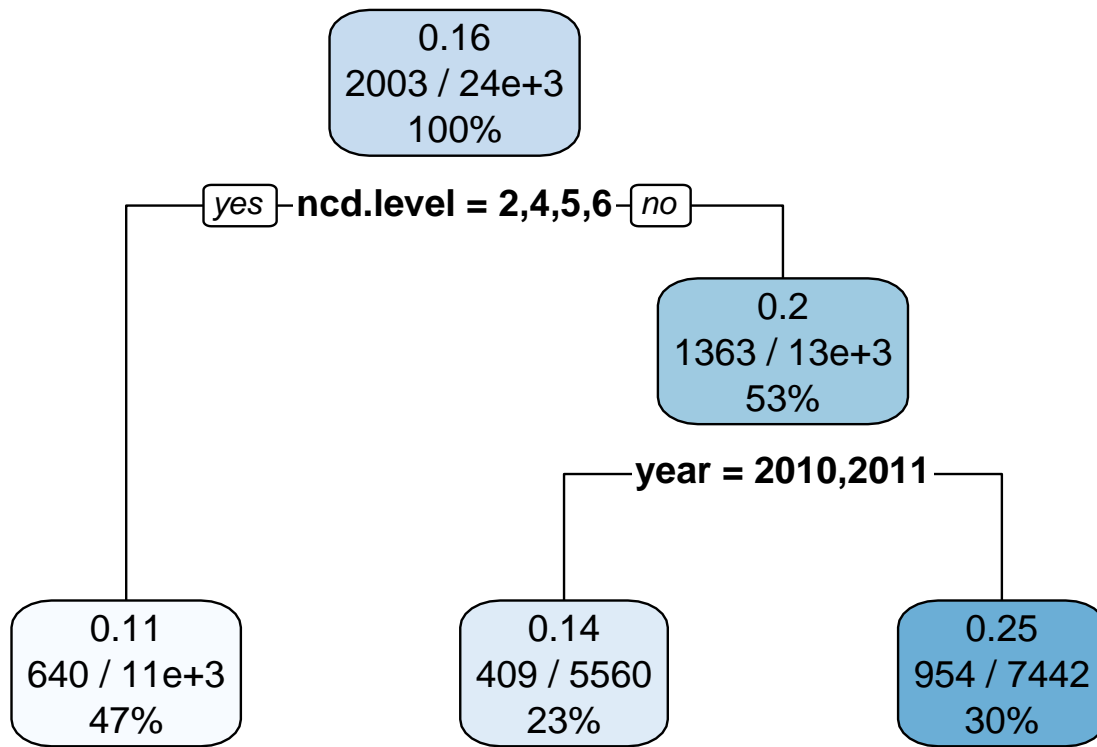 0.16
2003 / 24e+3
100%
yes ncd.level = 2,4,5,6 no
0.2
1363 / 13e+3
53%
year = 2010,2011
0.11
640 / 11e+3
47%
0.14
409 / 5560
23%
0.25
954 / 7442
30%